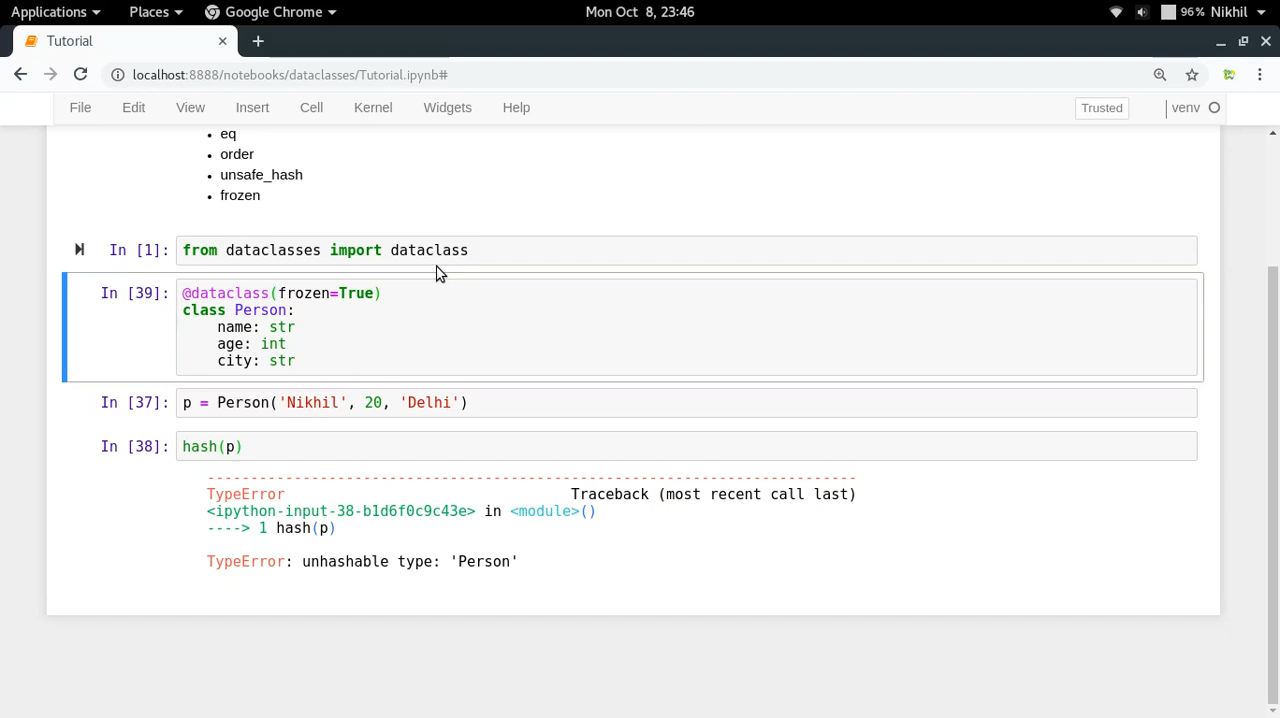 Applications Places Google Chrome Mon Oct 8, 23:46 96% Nikhil
Tutorial
localhost:8888/notebooks/dataclasses/Tutorial.ipynb#
File Edit View Insert Cell Kernel Widgets Help Trusted venv
• eq
• order
• unsafe_hash
• frozen
In [1]: from dataclasses import dataclass
In [39]: @dataclass(frozen=True)
class Person:
    name: str
    age: int
    city: str
In [37]: p = Person('Nikhil', 20, 'Delhi')
In [38]: hash(p)
---------------------------------------------------------------------------
TypeError                                 Traceback (most recent call last)
<ipython-input-38-b1d6f0c9c43e> in <module>()
----> 1 hash(p)
TypeError: unhashable type: 'Person'